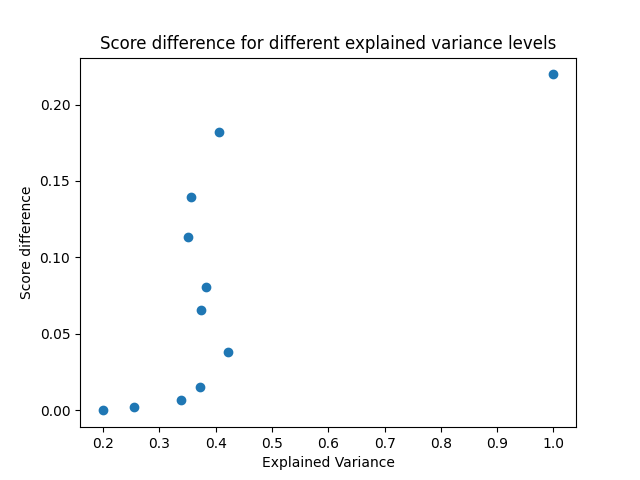 Score difference for different explained variance levels
Score difference
0.20
0.15
0.10
0.05
0.00
0.2 0.3 0.4 0.5 0.6 0.7 0.8 0.9 1.0
Explained Variance